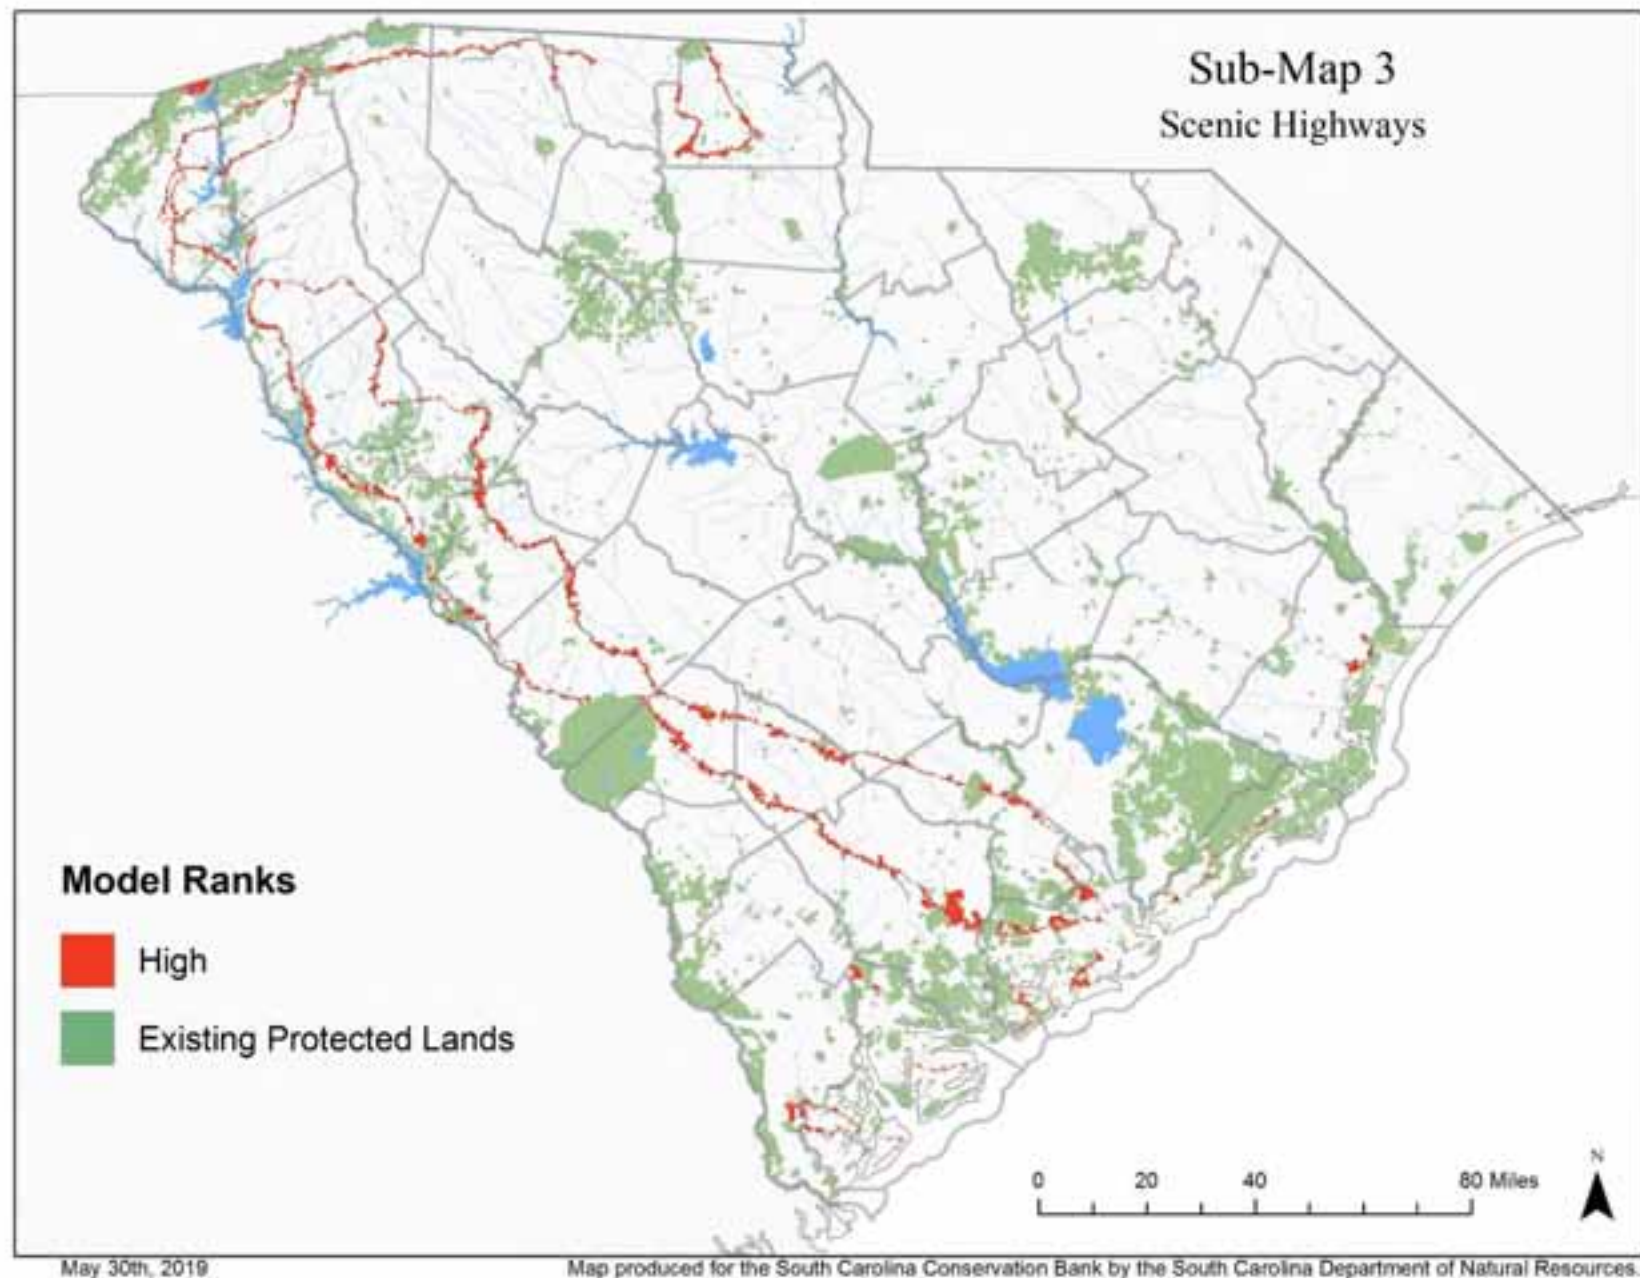 Sub-Map 3
Scenic Highways
Model Ranks
High
Existing Protected Lands
N
0 20 40 80 Miles
May 30th, 2019 Map produced for the South Carolina Conservation Bank by the South Carolina Department of Natural Resources.